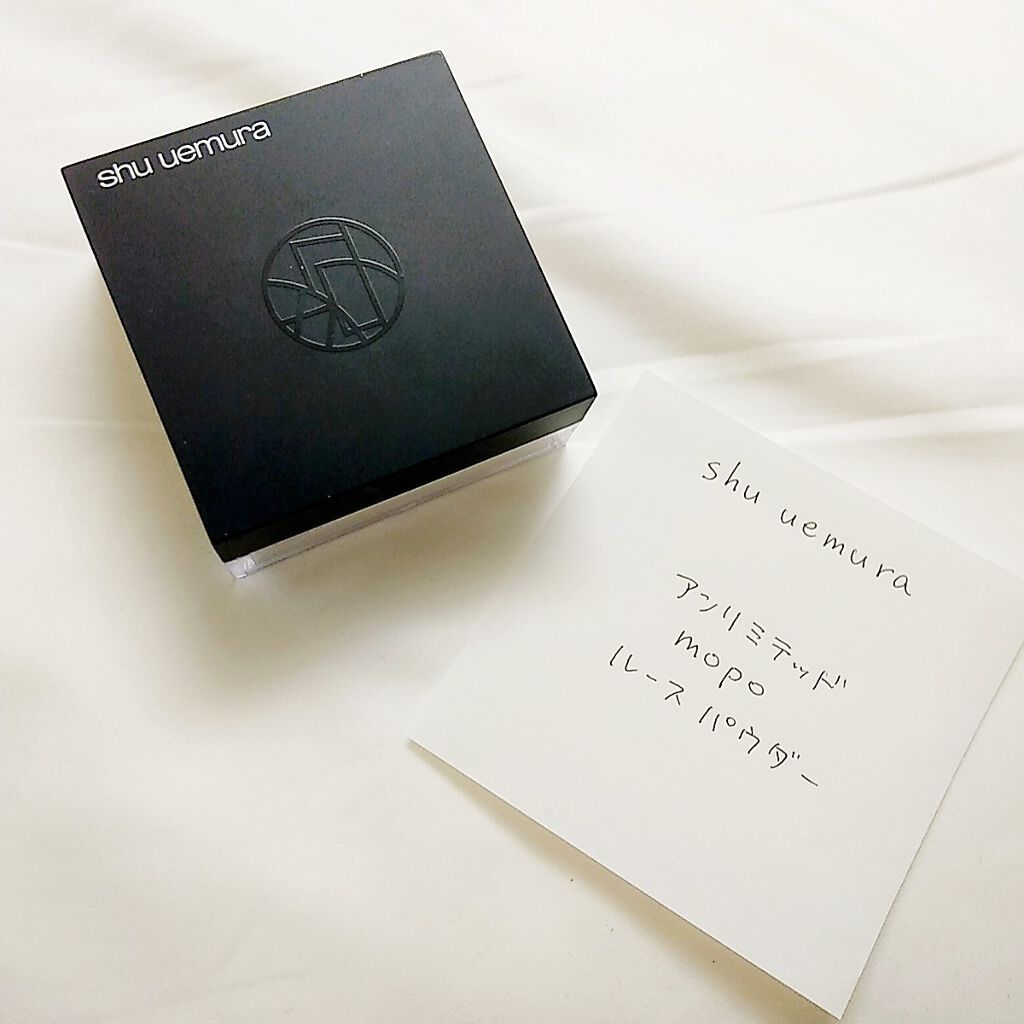 shu uemura
shu uemura
アンリミテッド
mopo
ルース パウダー